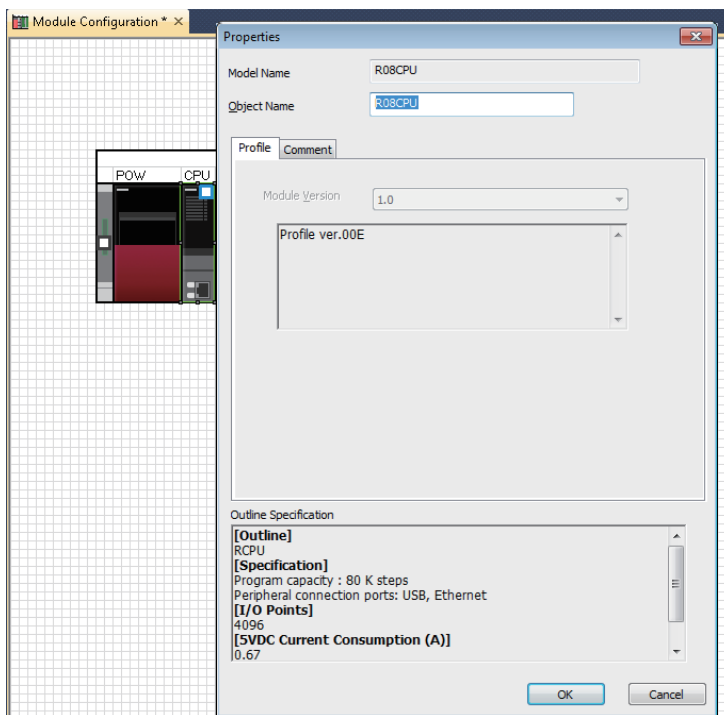 Module Configuration * ×
Properties
Model Name
R08CPU
Object Name
R08CPU
POW
CPU
Profile
Comment
Module Version
1.0
Profile ver.00E
Outline Specification
[Outline]
RCPU
[Specification]
Program capacity : 80 K steps
Peripheral connection ports: USB, Ethernet
[I/O Points]
4096
[5VDC Current Consumption (A)]
0.67
OK
Cancel